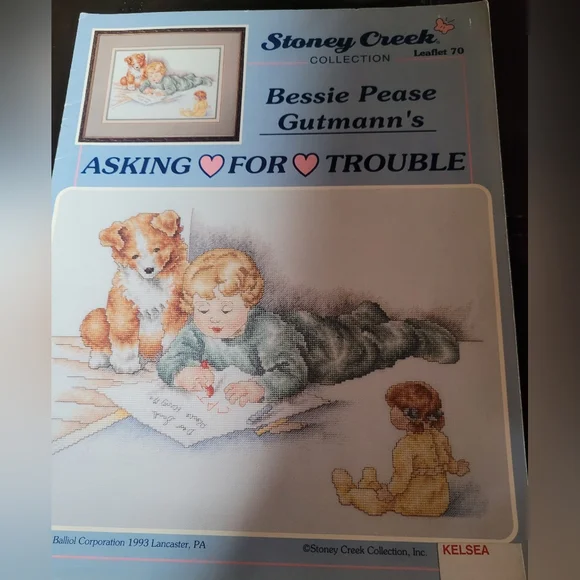 Stoney Creek
COLLECTION
Leaflet 70
Bessie Pease
Gutmann's
ASKING FOR TROUBLE
Balliol Corporation 1993 Lancaster, PA
©Stoney Creek Collection, Inc.
KELSEA